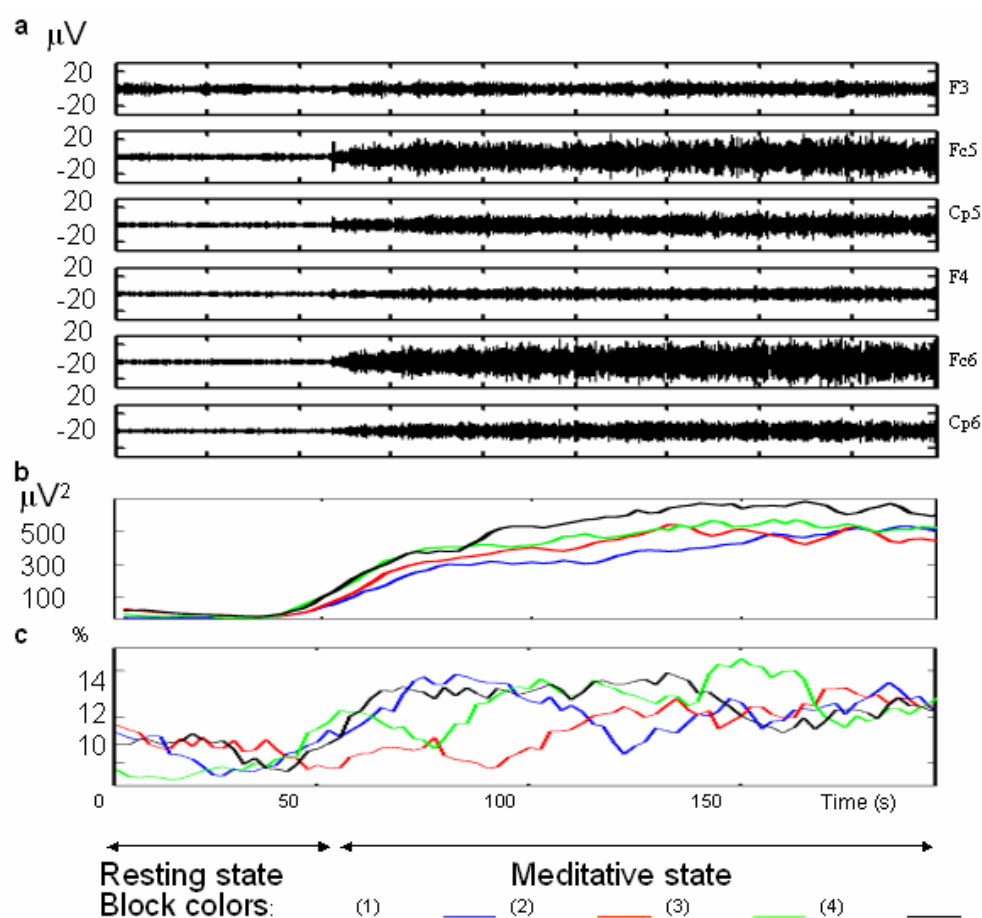 a μV
20
-20
F3
20
-20
Fc5
20
-20
Cp5
20
-20
F4
20
-20
Fc6
20
-20
Cp6
b
μV²
500
300
100
c %
14
12
10
0 50 100 150 Time (s)
Resting state Meditative state
Block colors: (1) (2) (3) (4)